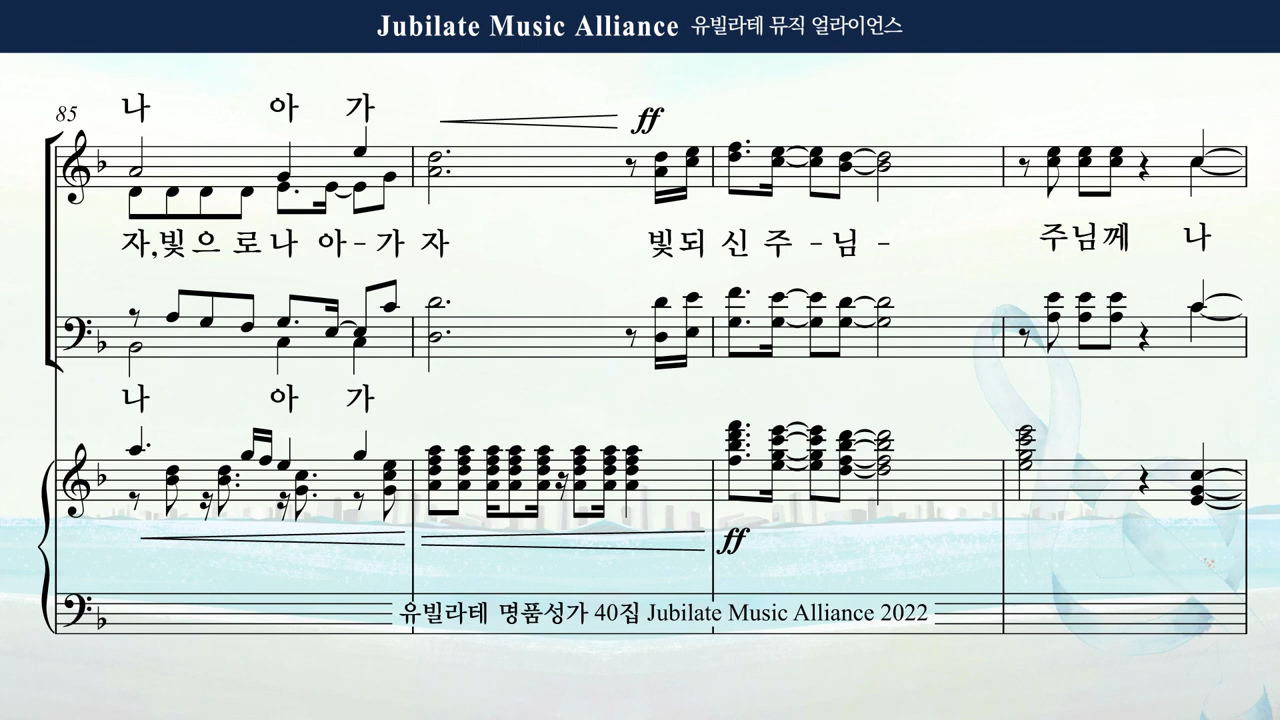 Jubilate Music Alliance 유빌라테 뮤직 얼라이언스
85 나 아 가
ff
자,빛으로나 아-가 자 빛되 신 주 - 님 - 주님께 나
나 아 가
ff
유빌라테 명품성가 40집 Jubilate Music Alliance 2022